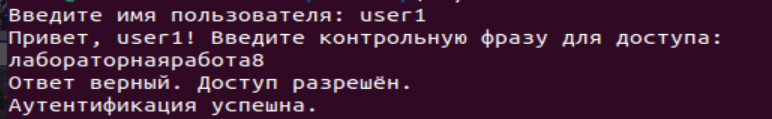 Введите имя пользователя: user1
Привет, user1! Введите контрольную фразу для доступа:
лабораторнаяработа8
Ответ верный. Доступ разрешён.
Аутентификация успешна.